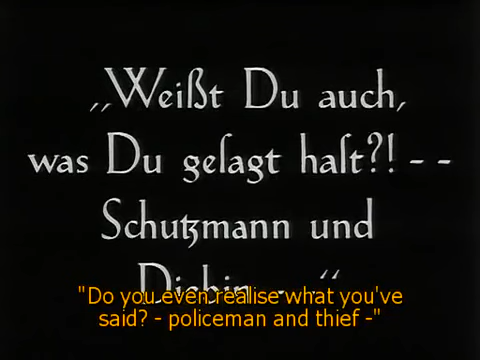 „Weißt Du auch,
was Du geſagt haſt?! - -
Schutzmann und
Diebin - - “
"Do you even realise what you've
said? - policeman and thief -"